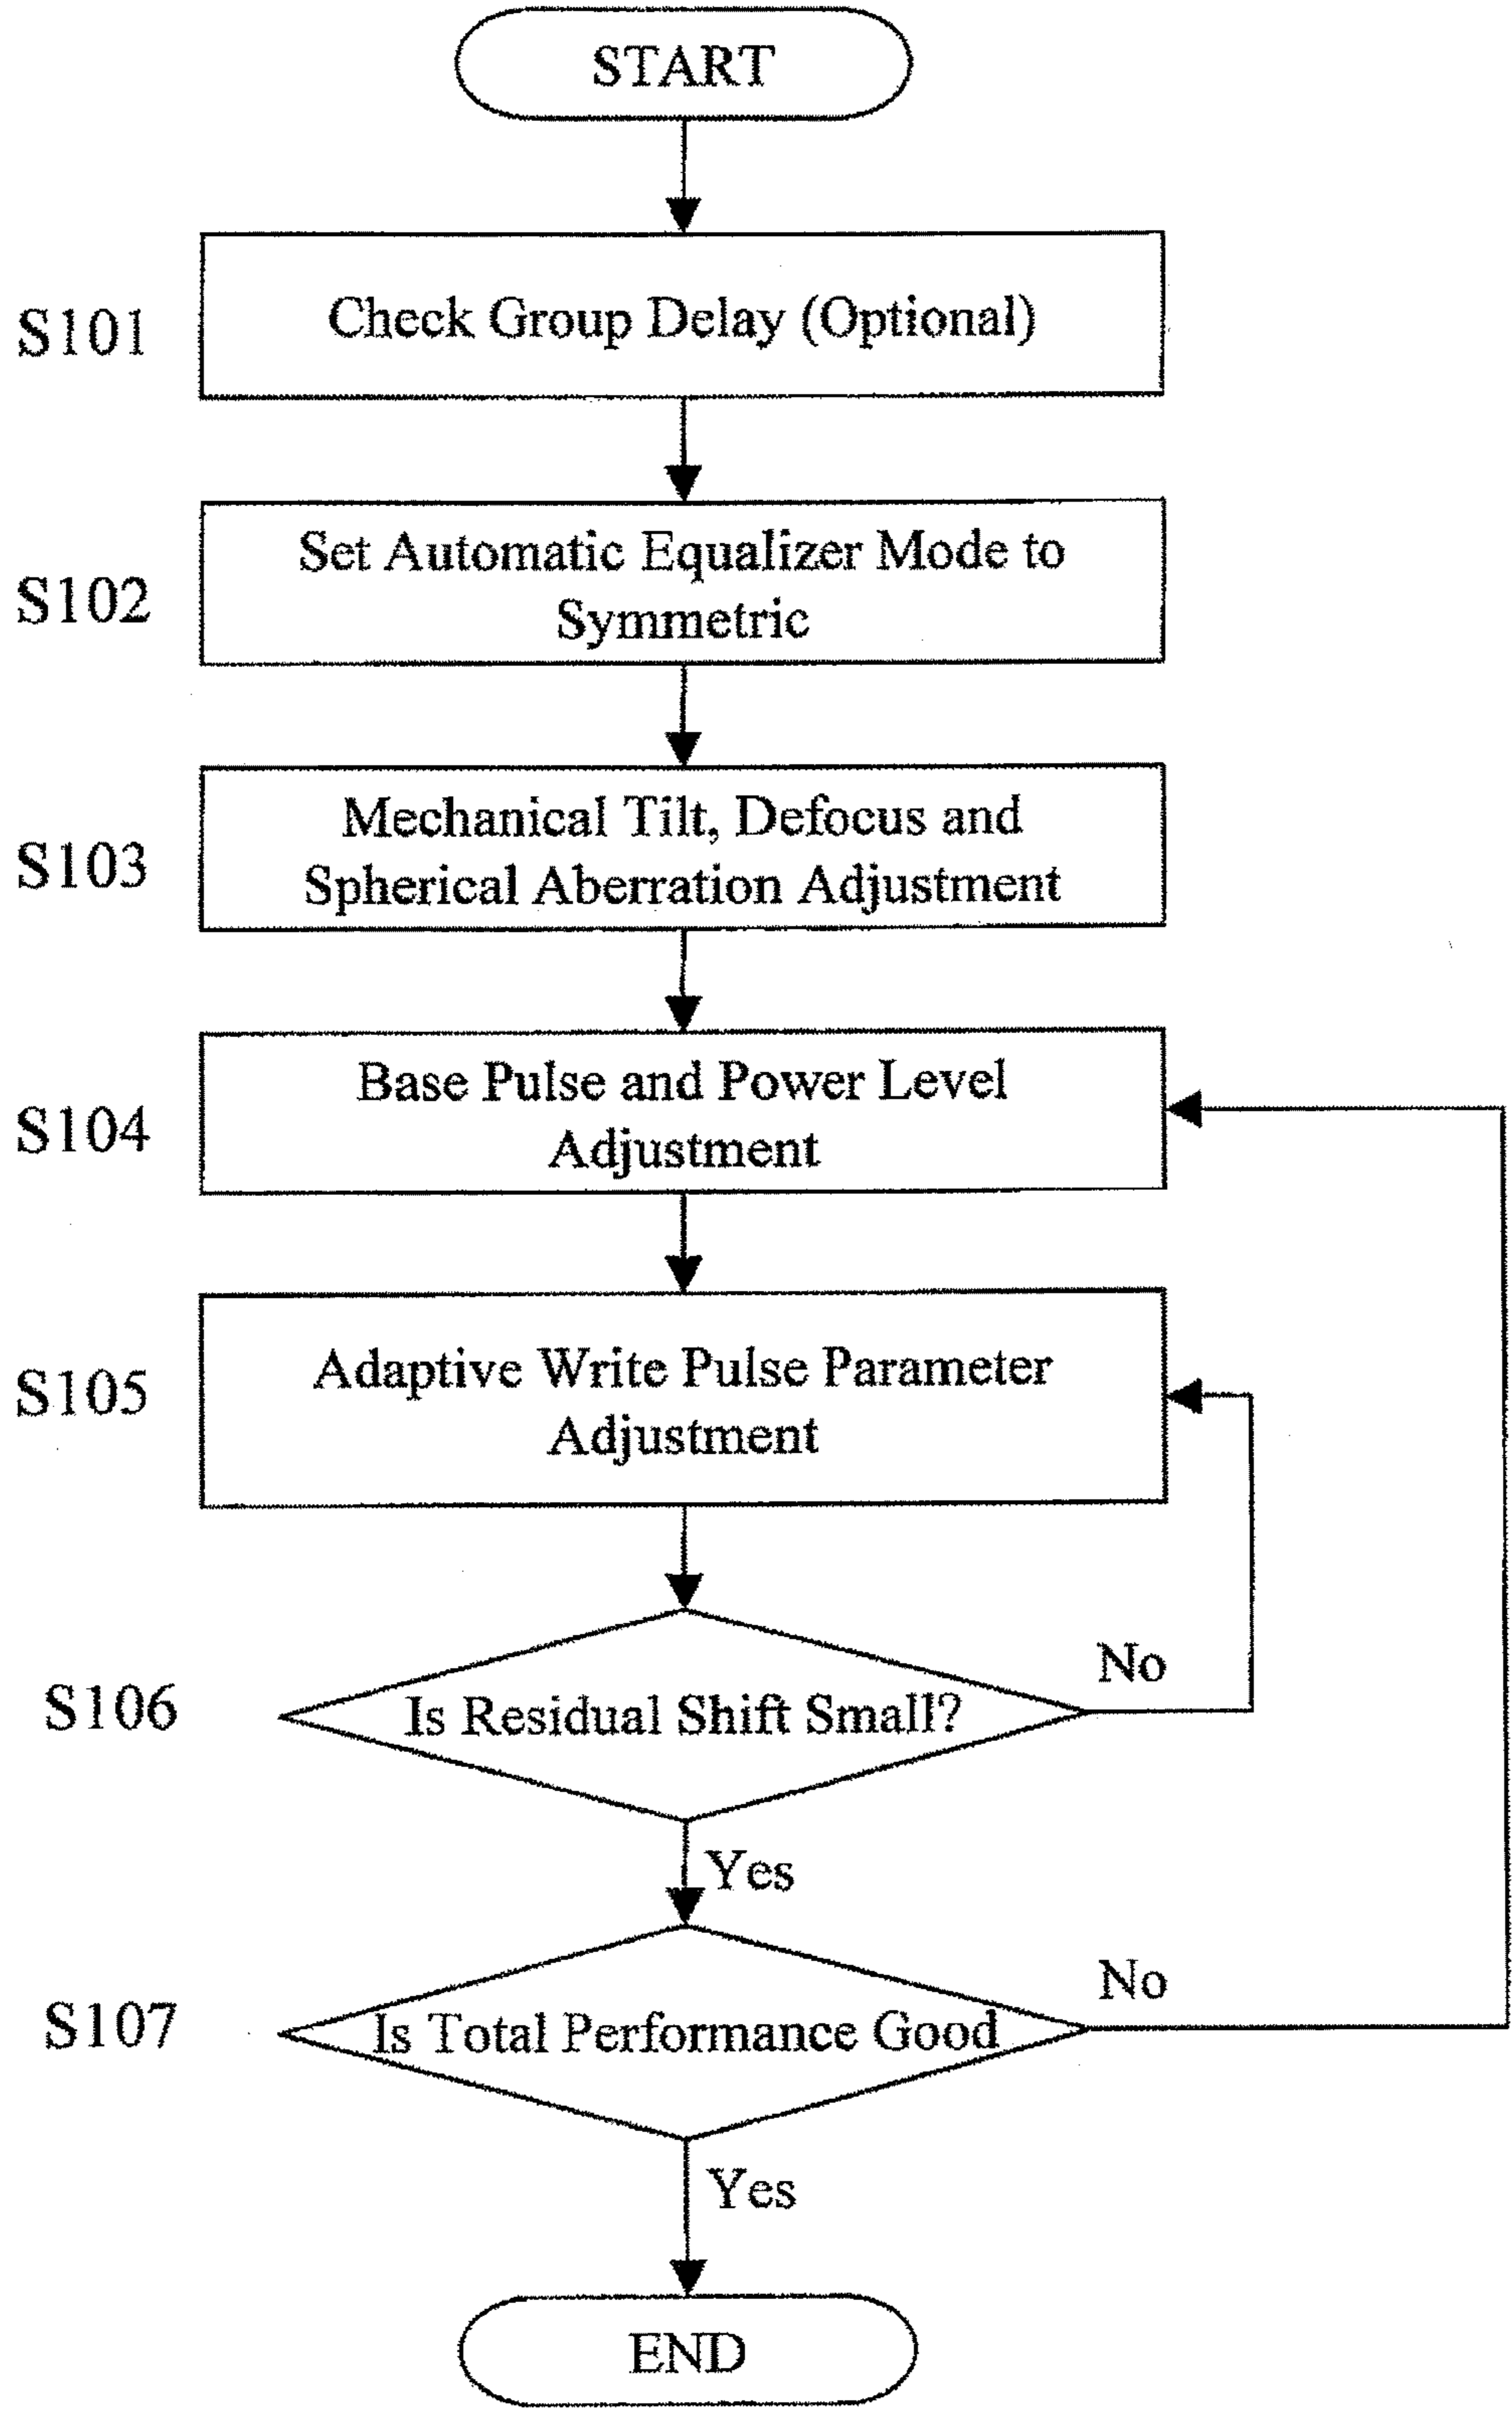 START
S101
Check Group Delay (Optional)
S102
Set Automatic Equalizer Mode to
Symmetric
S103
Mechanical Tilt, Defocus and
Spherical Aberration Adjustment
S104
Base Pulse and Power Level
Adjustment
S105
Adaptive Write Pulse Parameter
Adjustment
S106
Is Residual Shift Small?
No
Yes
S107
Is Total Performance Good
No
Yes
END